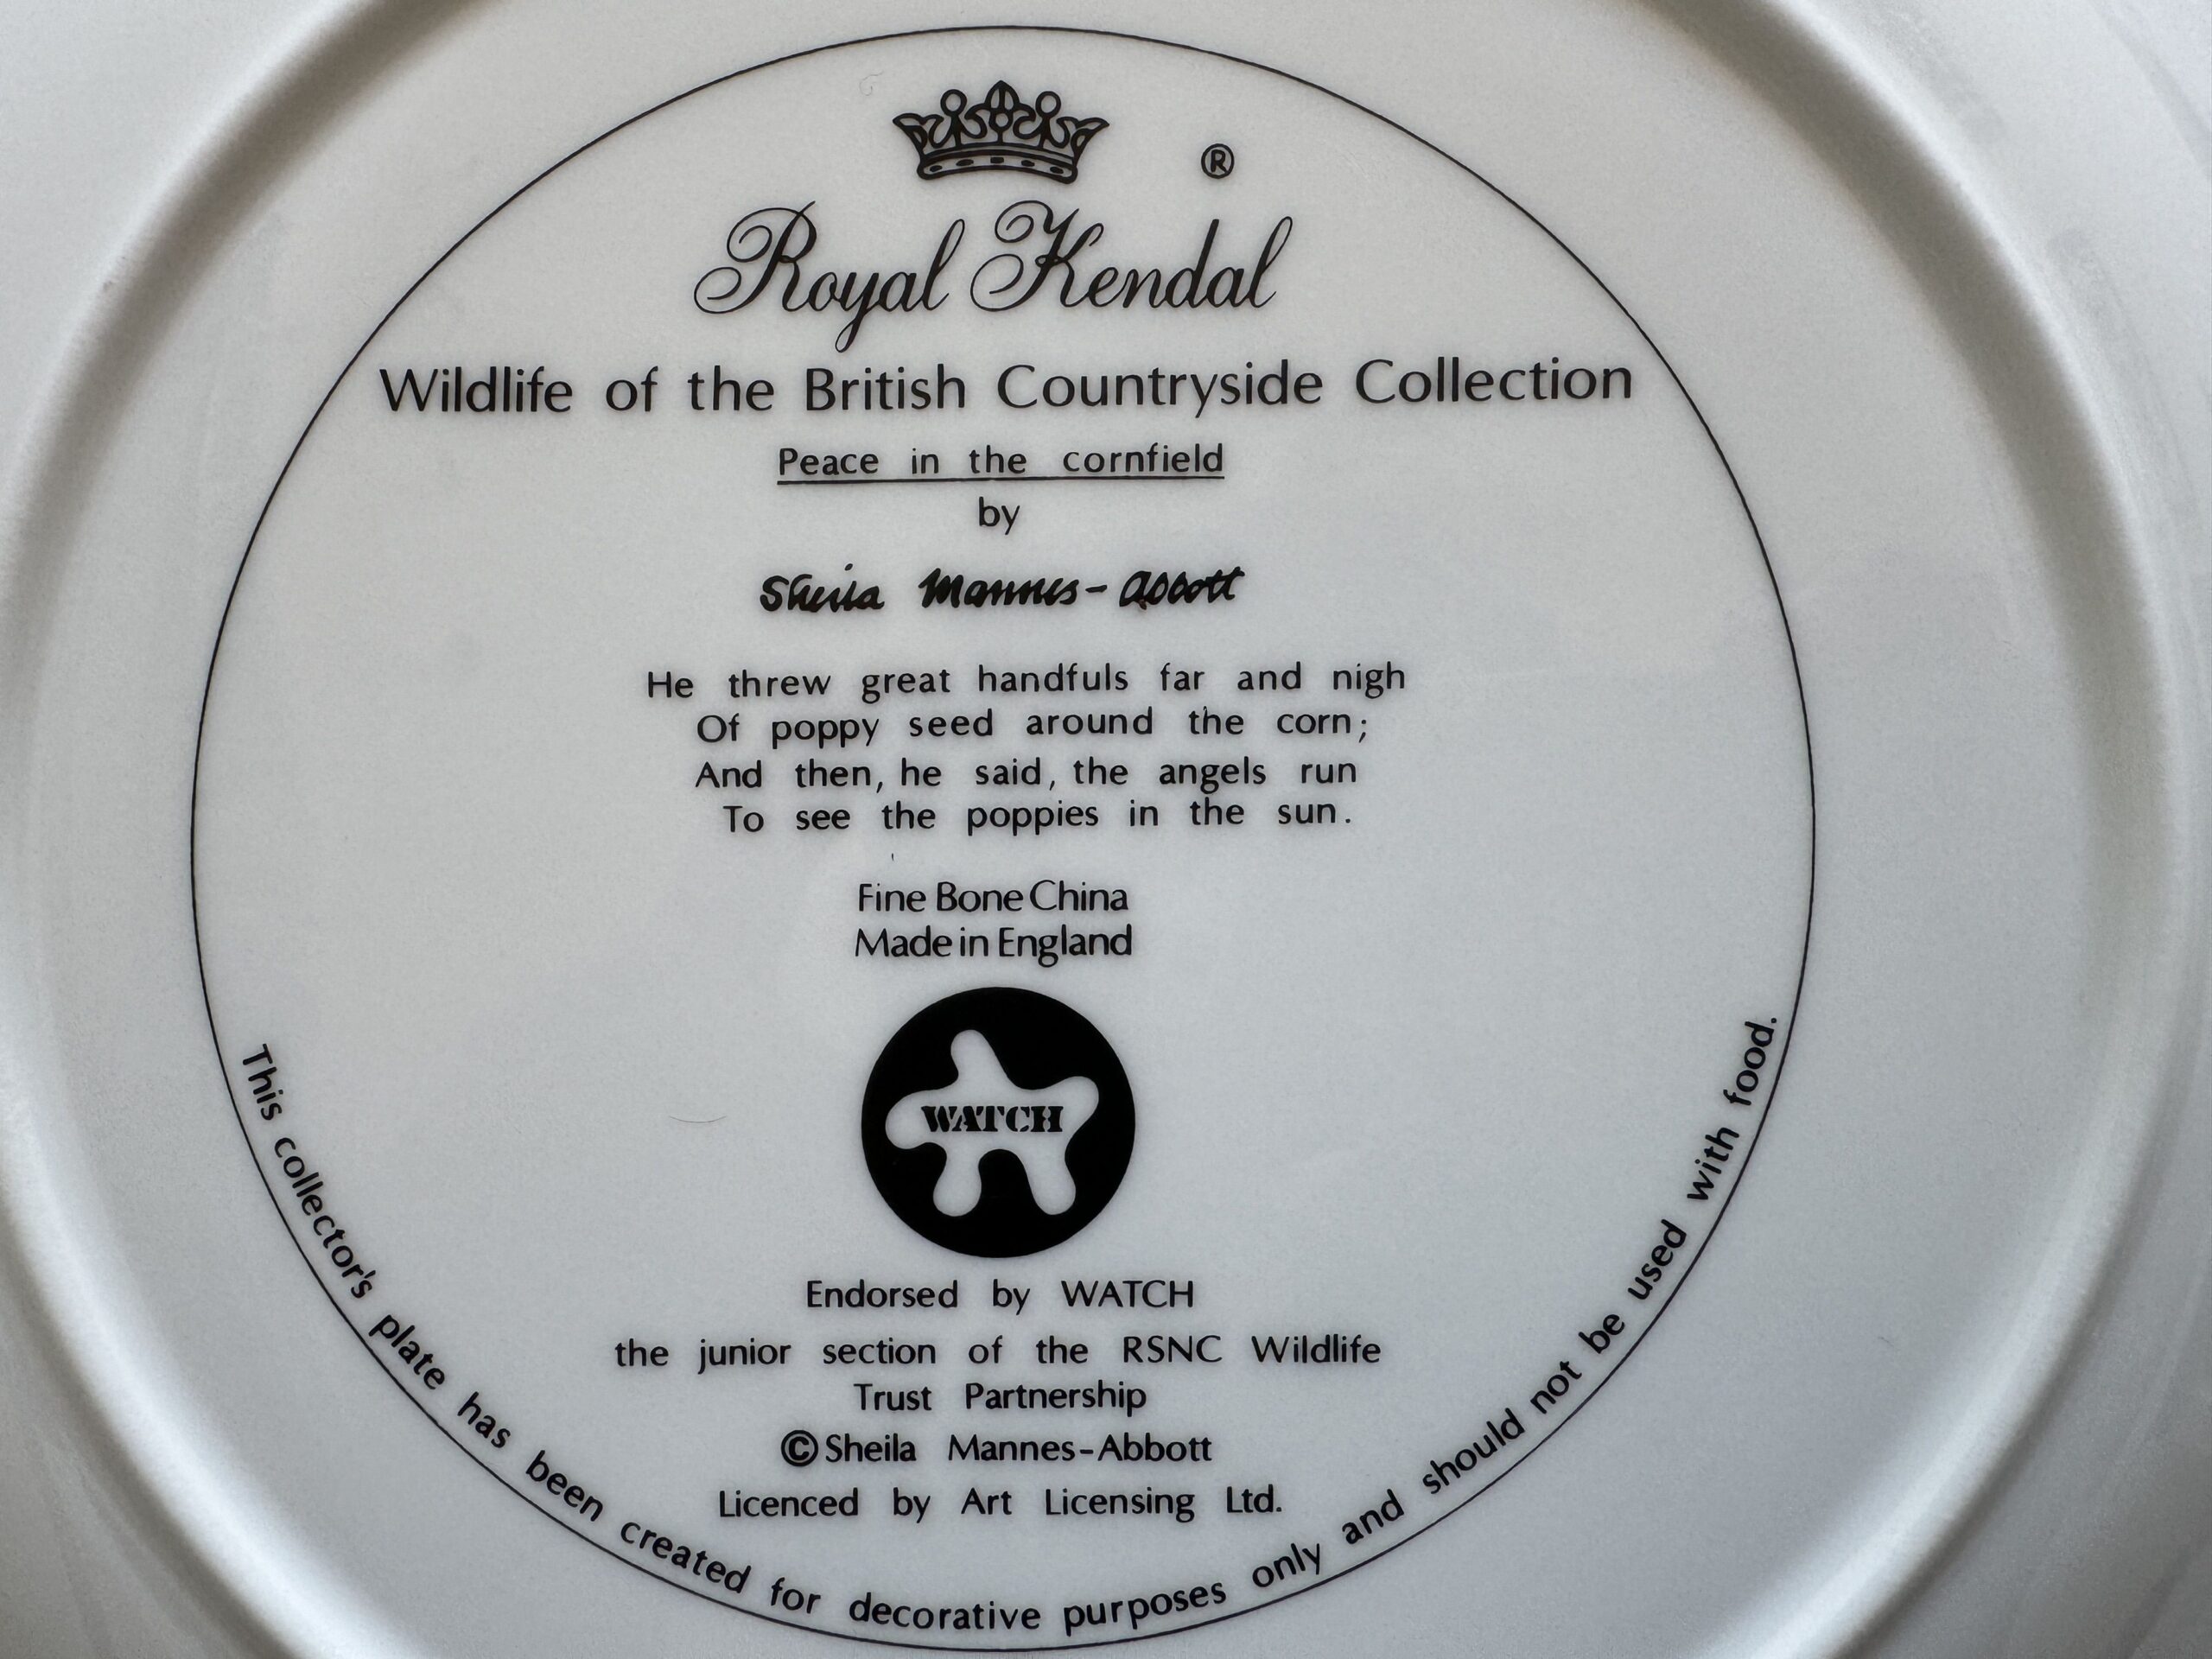 ®
Royal Kendal
Wildlife of the British Countryside Collection
Peace in the cornfield
by
Sheila Mannes-Abbott
He threw great handfuls far and nigh
Of poppy seed around the corn;
And then, he said, the angels run
To see the poppies in the sun.
Fine Bone China
Made in England
WATCH
Endorsed by WATCH
the junior section of the RSNC Wildlife
Trust Partnership
©Sheila Mannes-Abbott
Licenced by Art Licensing Ltd.
This collector's plate has been created for decorative purposes only and should not be used with food.